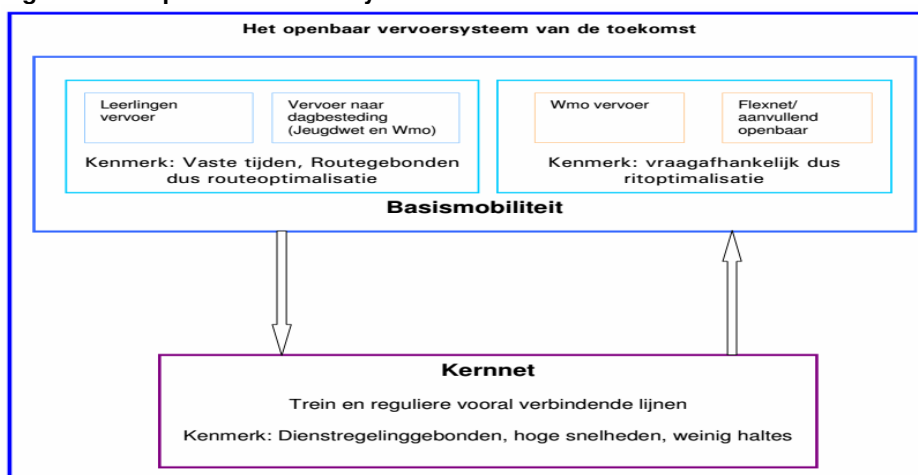 Het openbaar vervoersysteem van de toekomst
Leerlingen
vervoer
Vervoer naar
dagbesteding
(Jeugdwet en Wmo)
Kenmerk: Vaste tijden, Routegebonden
dus routeoptimalisatie
Wmo vervoer
Flexnet/
aanvullend
openbaar
Kenmerk: vraagafhankelijk dus
ritoptimalisatie
Basismobiliteit
Kernnet
Trein en reguliere vooral verbindende lijnen
Kenmerk: Dienstregelinggebonden, hoge snelheden, weinig haltes